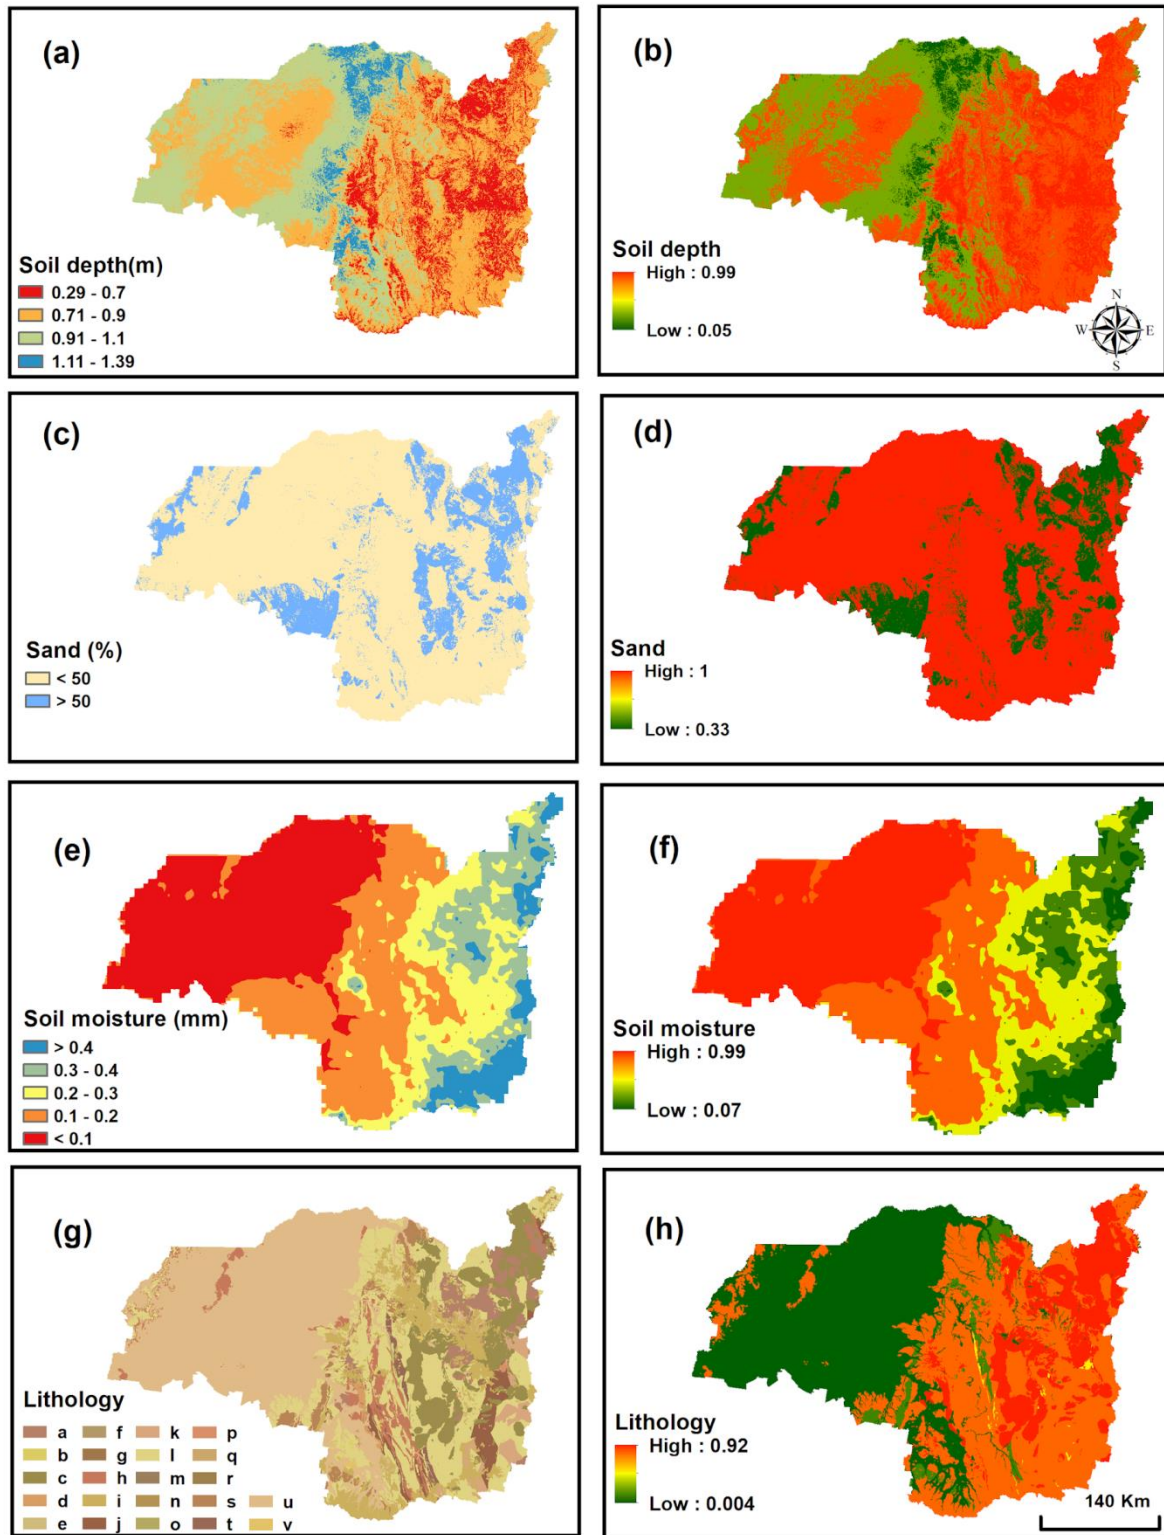 (a)
Soil depth(m)
0.29 - 0.7
0.71 - 0.9
0.91 - 1.1
1.11 - 1.39
(b)
Soil depth
High : 0.99
Low : 0.05
N
W E
S
(c)
Sand (%)
< 50
> 50
(d)
Sand
High : 1
Low : 0.33
(e)
Soil moisture (mm)
> 0.4
0.3 - 0.4
0.2 - 0.3
0.1 - 0.2
< 0.1
(f)
Soil moisture
High : 0.99
Low : 0.07
(g)
Lithology
a f k p
b g l q
c h m r
d i n s u
e j o t v
(h)
Lithology
High : 0.92
Low : 0.004
140 Km